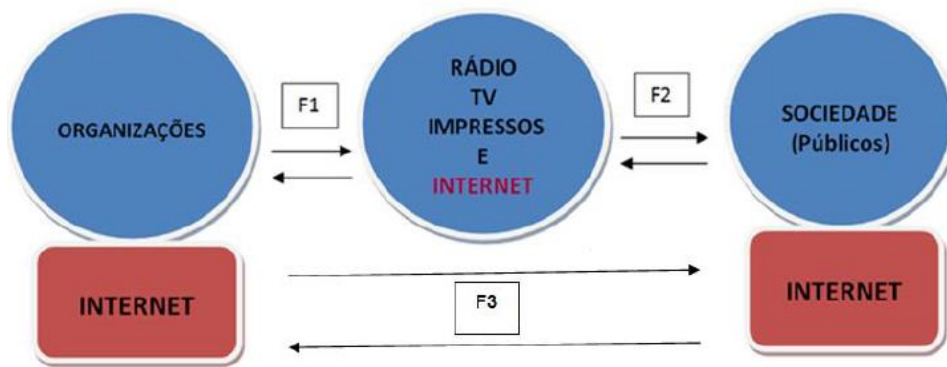 ORGANIZAÇÕES
F1
RÁDIO
TV
IMPRESSOS
E
INTERNET
F2
SOCIEDADE
(Públicos)
INTERNET
F3
INTERNET